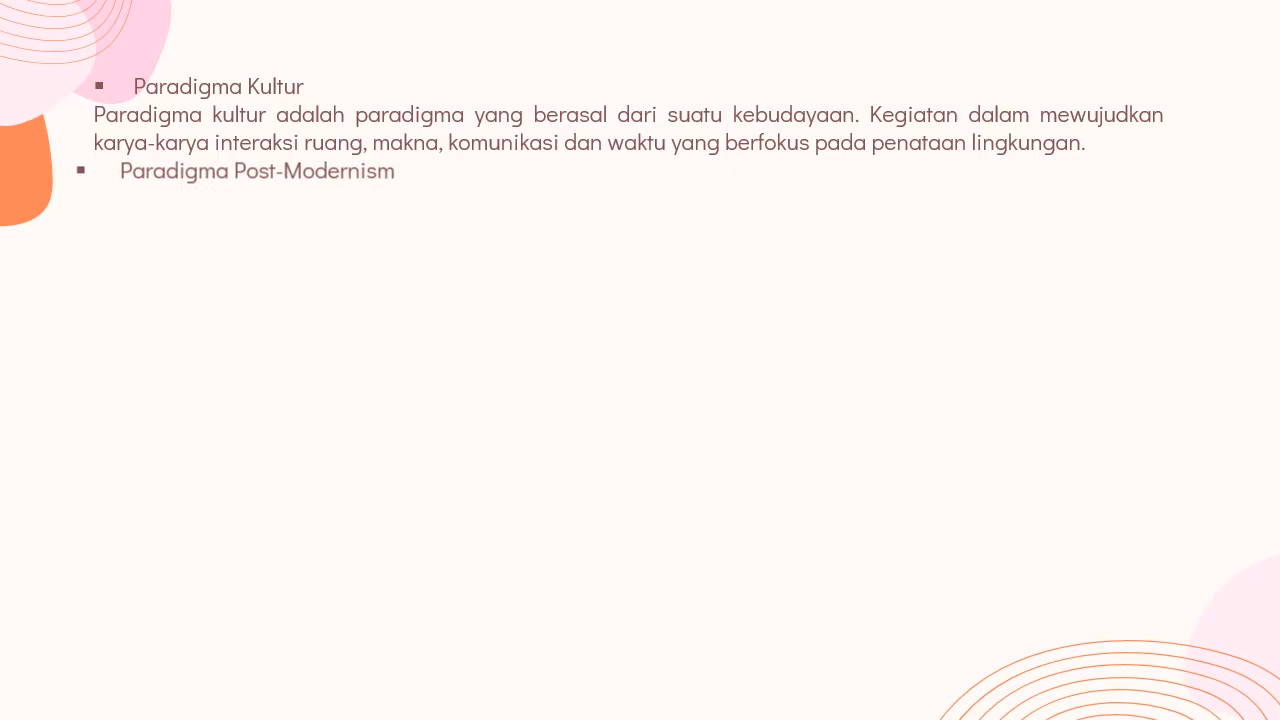 ▪ Paradigma Kultur
Paradigma kultur adalah paradigma yang berasal dari suatu kebudayaan. Kegiatan dalam mewujudkan
karya-karya interaksi ruang, makna, komunikasi dan waktu yang berfokus pada penataan lingkungan.
▪ Paradigma Post-Modernism